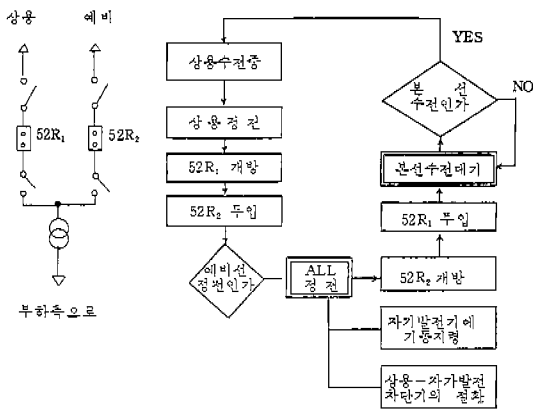 상용 예비
52R₁ 52R₂
부하측으로
상용수전중
상용정전
52R₁ 개방
52R₂ 투입
예비선
정전인가
ALL
정전
52R₂ 개방
52R₁ 투입
본선수전대기
본 선
수전인가
YES
NO
자가발전기에
기동지령
상용–자가발전
차단기의 절환